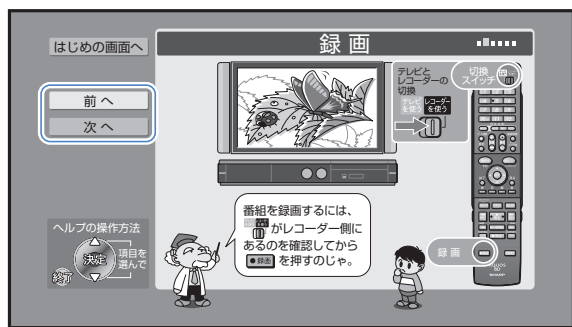 はじめの画面へ
録画
前へ
次へ
テレビと
レコーダーの
切換
テレビ
を使う
レコーダー
を使う
切換
スイッチ
番組を録画するには、
がレコーダー側に
あるのを確認してから
●録画 を押すのじゃ。
録画
ヘルプの操作方法
決定
項目を
選んで
終了
AQUOS
BD
SHARP